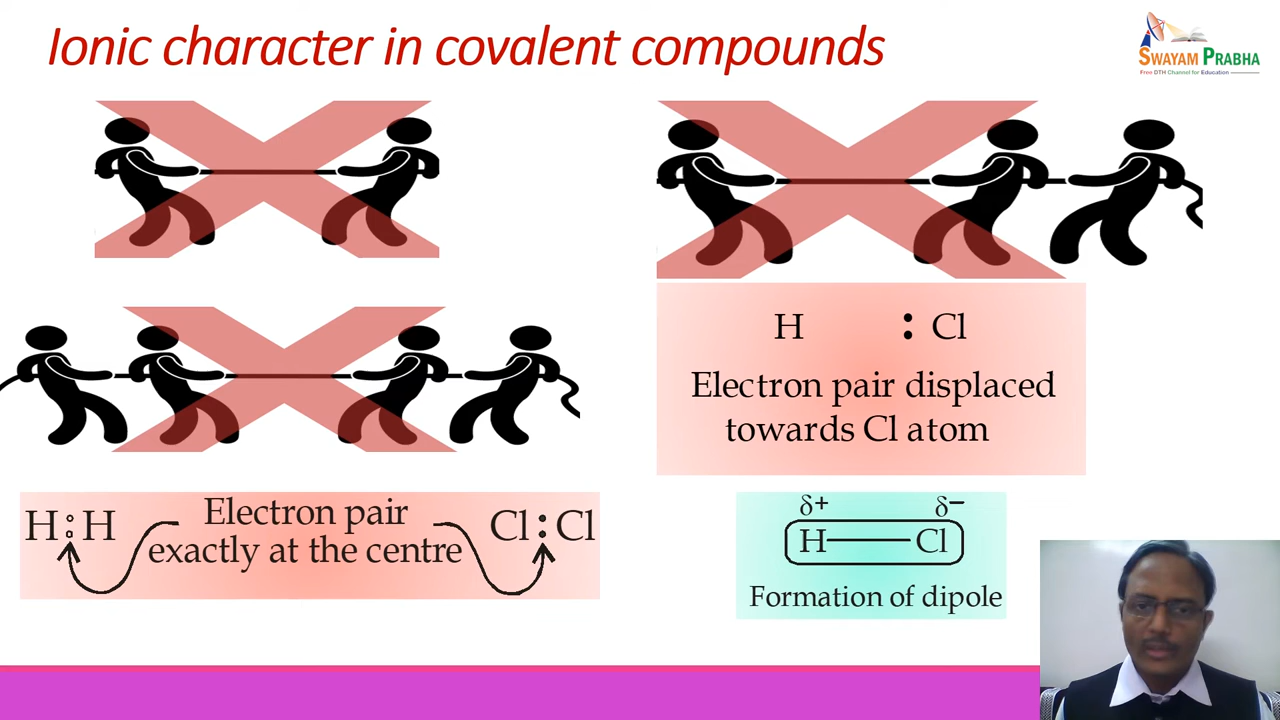 Ionic character in covalent compounds
SWAYAM PRABHA
Free DTH Channel for Education
H : Cl
Electron pair displaced
towards Cl atom
H : H
Electron pair
exactly at the centre
Cl : Cl
δ+ δ−
H — Cl
Formation of dipole